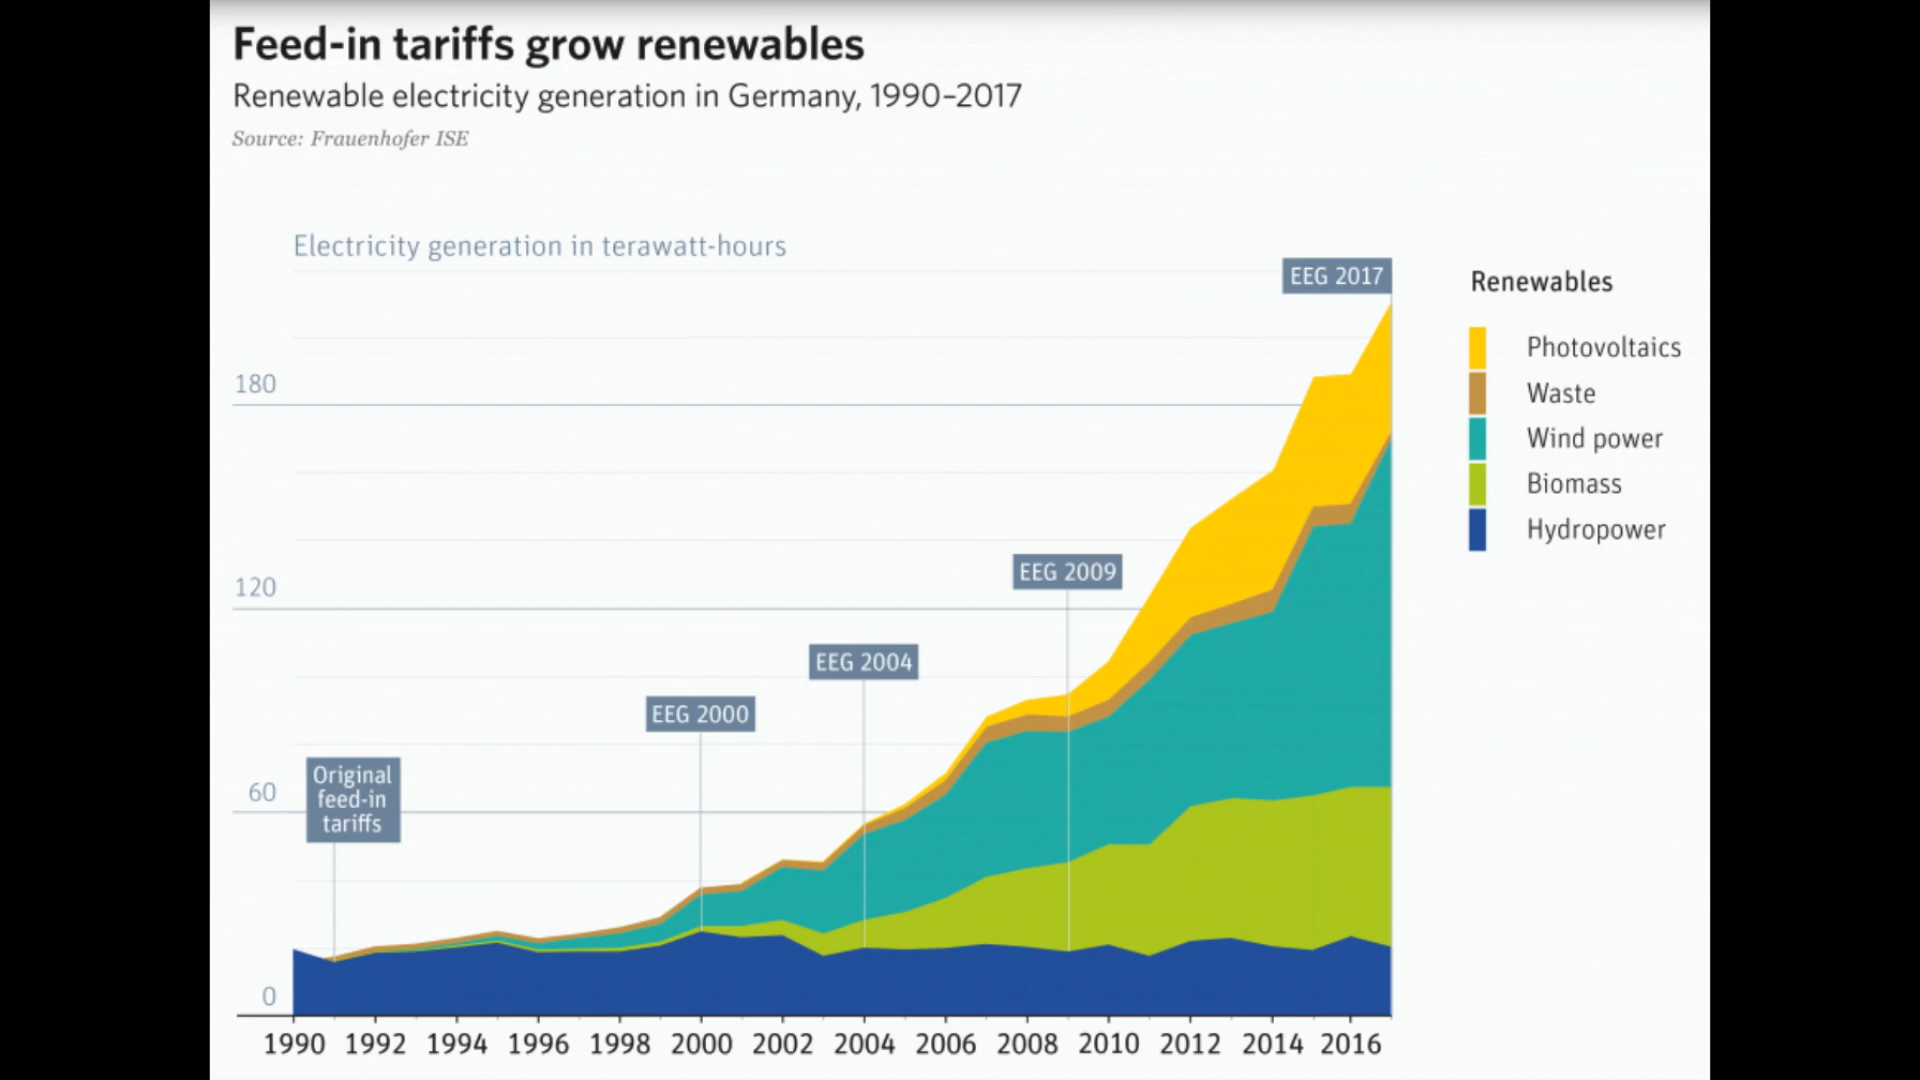 Feed-in tariffs grow renewables
Renewable electricity generation in Germany, 1990–2017
Source: Frauenhofer ISE
Electricity generation in terawatt-hours
EEG 2017
Renewables
Photovoltaics
Waste
Wind power
Biomass
Hydropower
180
120
60
0
EEG 2009
EEG 2004
EEG 2000
Original
feed-in
tariffs
1990 1992 1994 1996 1998 2000 2002 2004 2006 2008 2010 2012 2014 2016